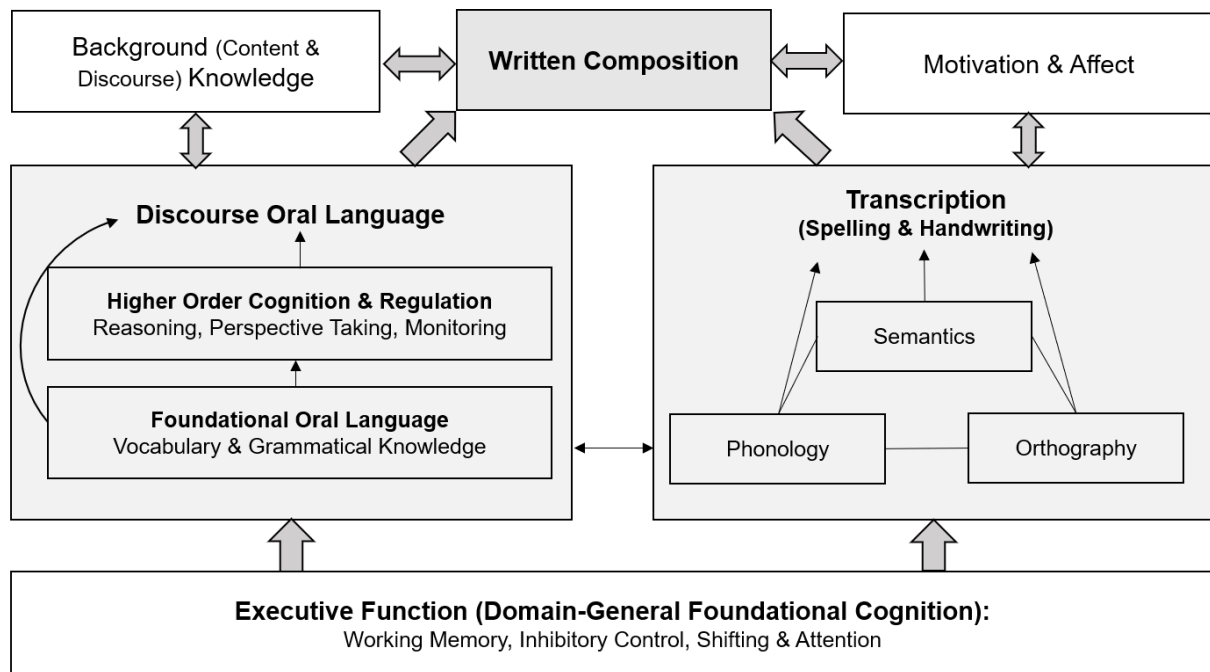 Background (Content &
Discourse) Knowledge
Written Composition
Motivation & Affect
Discourse Oral Language
Higher Order Cognition & Regulation
Reasoning, Perspective Taking, Monitoring
Foundational Oral Language
Vocabulary & Grammatical Knowledge
Transcription
(Spelling & Handwriting)
Semantics
Phonology
Orthography
Executive Function (Domain-General Foundational Cognition):
Working Memory, Inhibitory Control, Shifting & Attention